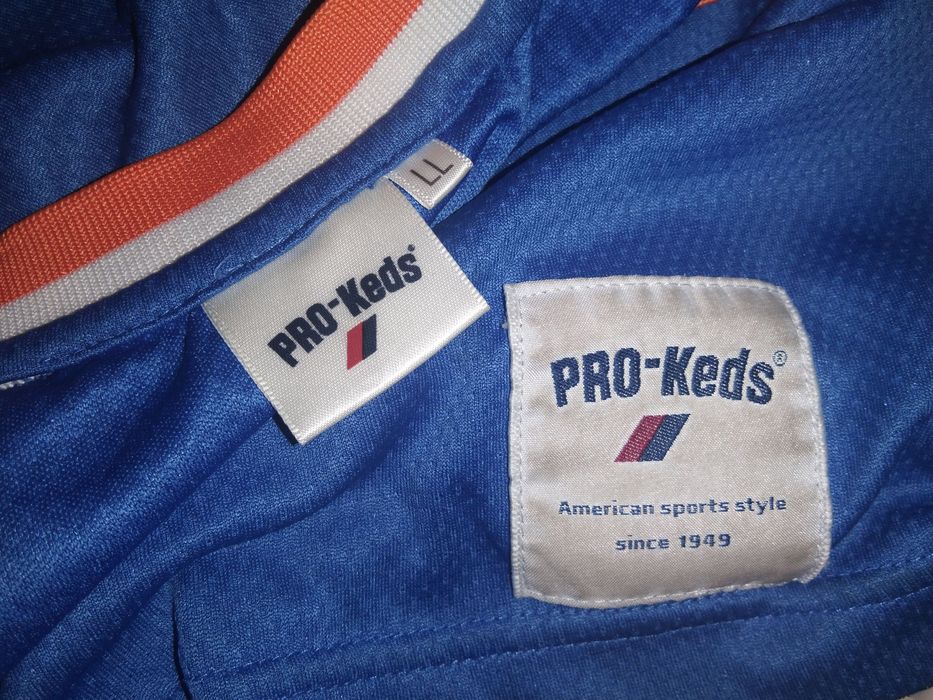 LL
PRO-Keds®
PRO-Keds®
American sports style
since 1949